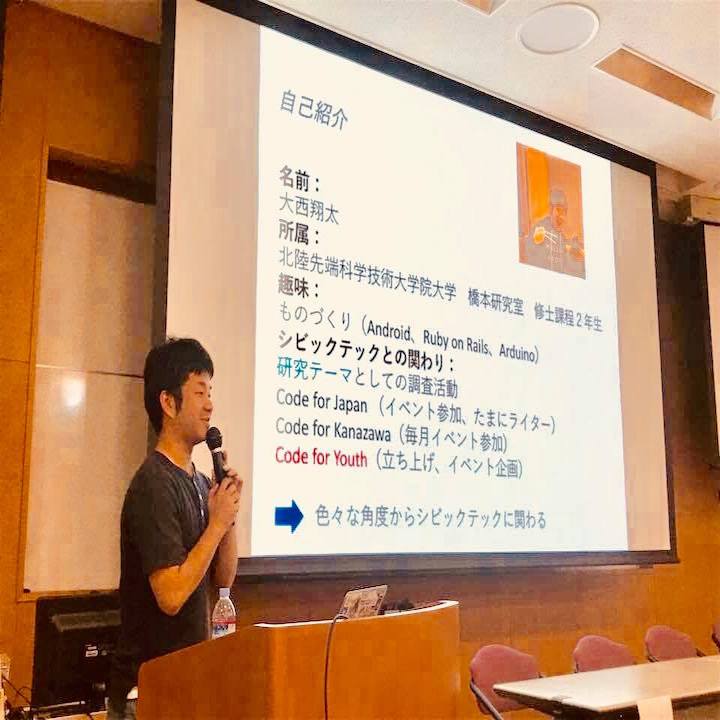 自己紹介
名前：
大西翔太
所属：
北陸先端科学技術大学院大学　橋本研究室　修士課程２年生
趣味：
ものづくり（Android、Ruby on Rails、Arduino）
シビックテックとの関わり：
研究テーマとしての調査活動
Code for Japan （イベント参加、たまにライター）
Code for Kanazawa（毎月イベント参加）
Code for Youth（立ち上げ、イベント企画）
色々な角度からシビックテックに関わる